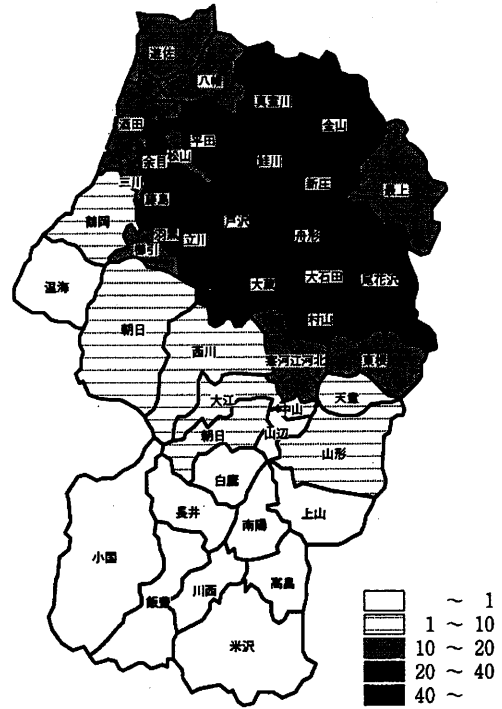 遊佐
八幡
真室川
金山
酒田
平田
余目
松山
鮭川
新庄
最上
三川
藤島
鶴岡
羽黒
立川
戸沢
舟形
櫛引
温海
大蔵
大石田
尾花沢
村山
朝日
西川
寒河江
河北
東根
大江
中山
天童
朝日
山辺
山形
白鷹
長井
南陽
上山
小国
飯豊
川西
高畠
米沢
～ 1
1 ～ 10
10 ～ 20
20 ～ 40
40 ～